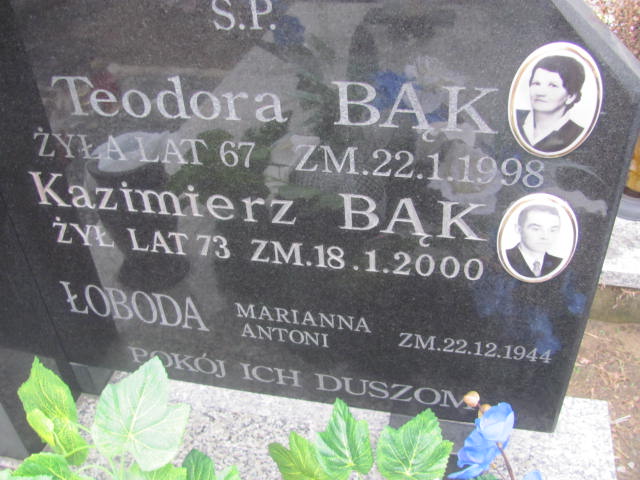 Ś.P.
Teodora BĄK
ŻYŁA LAT 67 ZM.22.1.1998
Kazimierz BĄK
ŻYŁ LAT 73 ZM.18.1.2000
ŁOBODA MARIANNA
ANTONI ZM.22.12.1944
POKÓJ ICH DUSZOM